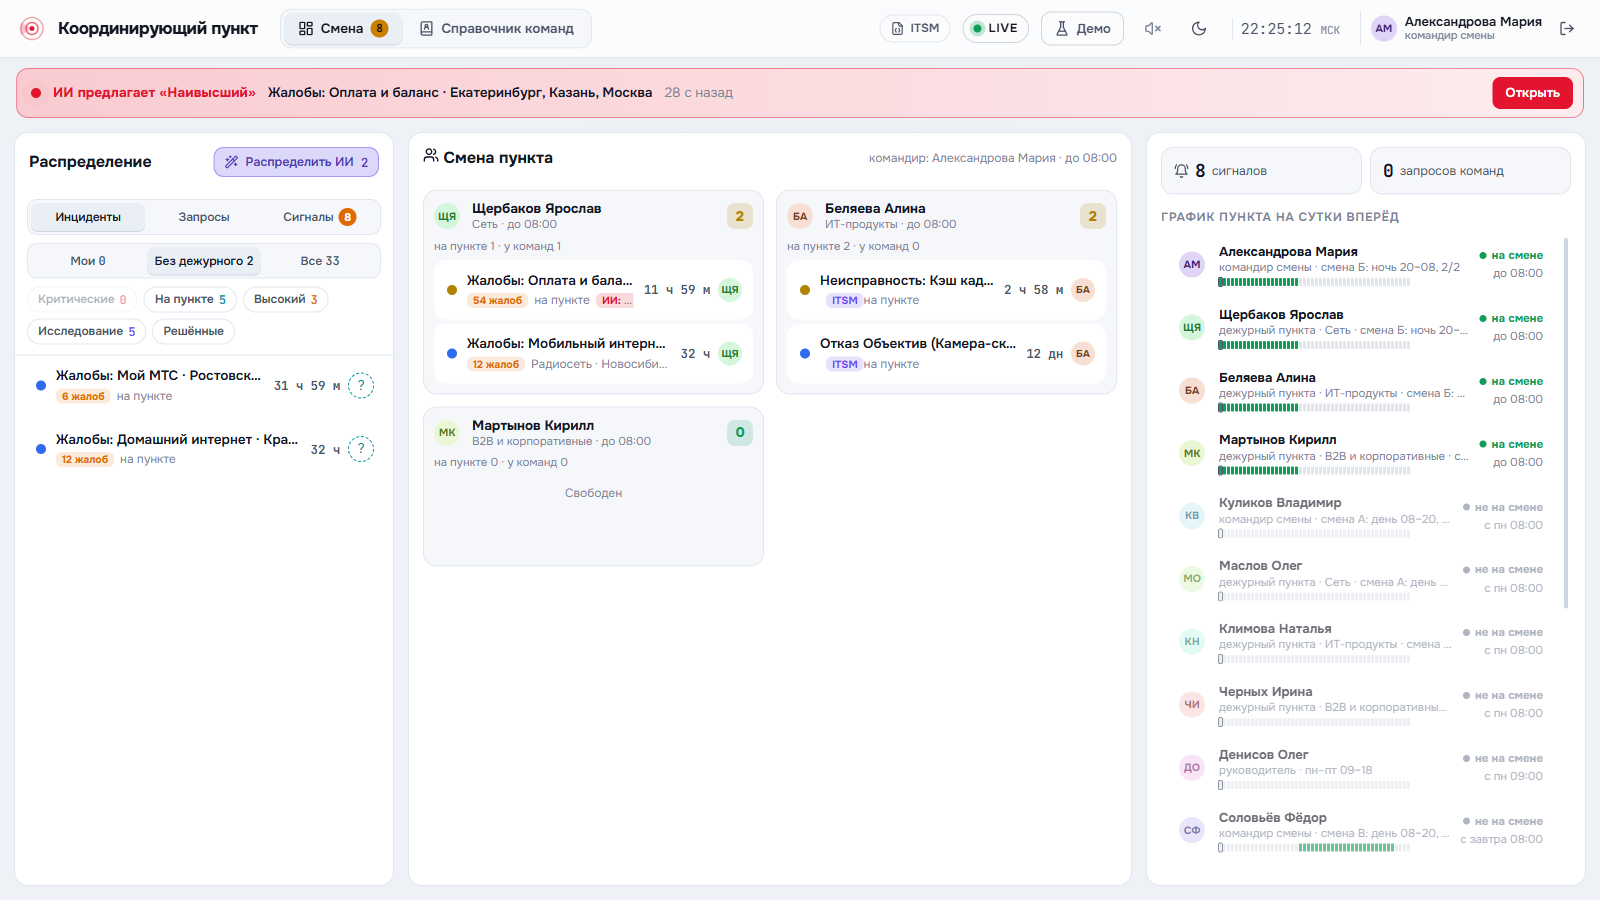 Координирующий пункт
Смена 8
Справочник команд
ITSM
LIVE
Демо
22:25:12 МСК
АМ
Александрова Мария
командир смены
ИИ предлагает «Наивысший» Жалобы: Оплата и баланс · Екатеринбург, Казань, Москва 28 с назад
Открыть
Распределение
Распределить ИИ 2
Инциденты Запросы Сигналы 8
Мои 0 Без дежурного 2 Все 33
Критические 0 На пункте 5 Высокий 3
Исследование 5 Решённые
Жалобы: Мой МТС · Ростовск... 31 ч 59 м ?
6 жалоб на пункте
Жалобы: Домашний интернет · Кра... 32 ч ?
12 жалоб на пункте
Смена пункта
командир: Александрова Мария · до 08:00
ЩЯ Щербаков Ярослав 2
Сеть · до 08:00
на пункте 1 · у команд 1
Жалобы: Оплата и бала... 11 ч 59 м ЩЯ
54 жалоб на пункте ИИ: ...
Жалобы: Мобильный интерн... 32 ч ЩЯ
12 жалоб Радиосеть · Новосиби...
БА Беляева Алина 2
ИТ-продукты · до 08:00
на пункте 2 · у команд 0
Неисправность: Кэш кад... 2 ч 58 м БА
ITSM на пункте
Отказ Объектив (Камера-ск... 12 дн БА
ITSM на пункте
МК Мартынов Кирилл 0
B2B и корпоративные · до 08:00
на пункте 0 · у команд 0
Свободен
8 сигналов
0 запросов команд
ГРАФИК ПУНКТА НА СУТКИ ВПЕРЁД
АМ Александрова Мария на смене
командир смены · смена Б: ночь 20–08, 2/2 до 08:00
ЩЯ Щербаков Ярослав на смене
дежурный пункта · Сеть · смена Б: ночь 20–... до 08:00
БА Беляева Алина на смене
дежурный пункта · ИТ-продукты · смена Б: ... до 08:00
МК Мартынов Кирилл на смене
дежурный пункта · B2B и корпоративные · с... до 08:00
КВ Куликов Владимир не на смене
командир смены · смена А: день 08–20, ... с пн 08:00
МО Маслов Олег не на смене
дежурный пункта · Сеть · смена А: день ... с пн 08:00
КН Климова Наталья не на смене
дежурный пункта · ИТ-продукты · смена ... с пн 08:00
ЧИ Черных Ирина не на смене
дежурный пункта · B2B и корпоративны... с пн 08:00
ДО Денисов Олег не на смене
руководитель · пн–пт 09–18 с пн 09:00
СФ Соловьёв Фёдор не на смене
командир смены · смена В: день 08–20, ... с завтра 08:00